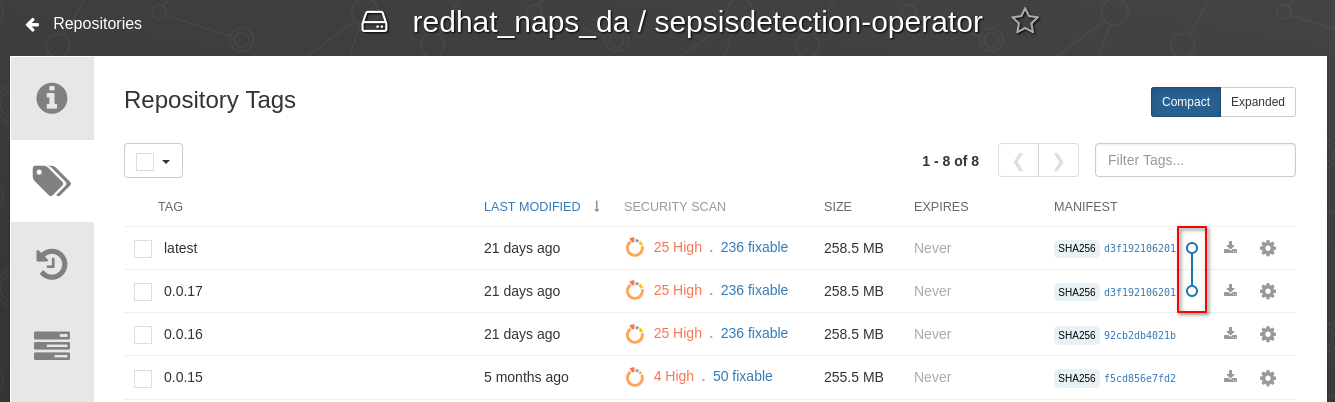 Repositories
redhat_naps_da / sepsisdetection-operator
Repository Tags
Compact Expanded
1 - 8 of 8
Filter Tags...
TAG LAST MODIFIED SECURITY SCAN SIZE EXPIRES MANIFEST
latest 21 days ago 25 High . 236 fixable 258.5 MB Never SHA256 d3f192106201
0.0.17 21 days ago 25 High . 236 fixable 258.5 MB Never SHA256 d3f192106201
0.0.16 21 days ago 25 High . 236 fixable 258.5 MB Never SHA256 92cb2db4021b
0.0.15 5 months ago 4 High . 50 fixable 255.5 MB Never SHA256 f5cd856e7fd2